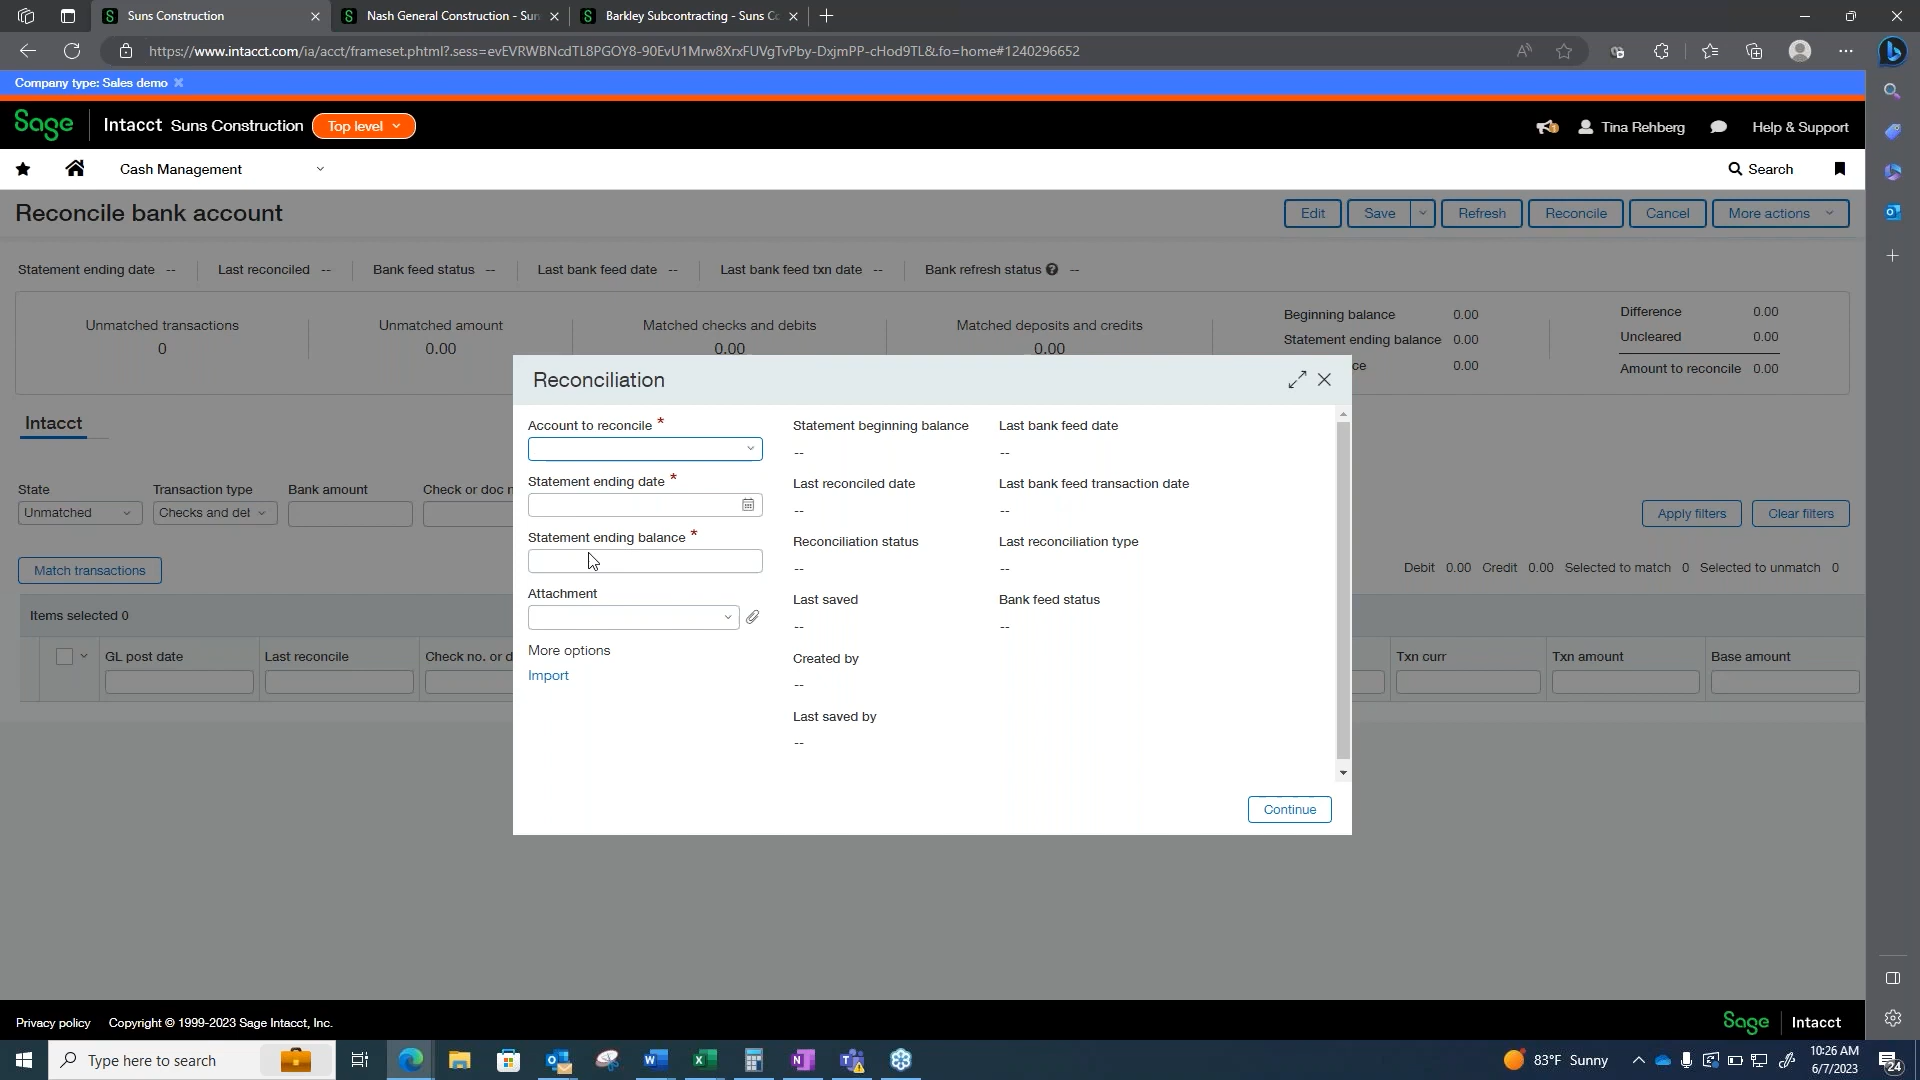 Suns Construction
Nash General Construction - Sun
Barkley Subcontracting - Suns Co
https://www.intacct.com/ia/acct/frameset.phtml?.sess=evEVRWBNcdTL8PGOY8-90EvU1Mrw8XrxFUVgTvPby-DxjmPP-cHod9TL&.fo=home#1240296652
Company type: Sales demo
Sage Intacct Suns Construction Top level
Tina Rehberg Help & Support
Cash Management
Search
Reconcile bank account
Edit Save Refresh Reconcile Cancel More actions
Statement ending date -- Last reconciled -- Bank feed status -- Last bank feed date -- Last bank feed txn date -- Bank refresh status --
Unmatched transactions
0
Unmatched amount
0.00
Matched checks and debits
0.00
Matched deposits and credits
0.00
Beginning balance 0.00
Statement ending balance 0.00
ce 0.00
Difference 0.00
Uncleared 0.00
Amount to reconcile 0.00
Intacct
State
Unmatched
Transaction type
Checks and del
Bank amount
Check or doc n
Apply filters Clear filters
Match transactions
Debit 0.00 Credit 0.00 Selected to match 0 Selected to unmatch 0
Items selected 0
GL post date Last reconcile Check no. or d Txn curr Txn amount Base amount
Reconciliation
Account to reconcile *
Statement ending date *
Statement ending balance *
Attachment
More options
Import
Statement beginning balance
--
Last reconciled date
--
Reconciliation status
--
Last saved
--
Created by
--
Last saved by
--
Last bank feed date
--
Last bank feed transaction date
--
Last reconciliation type
--
Bank feed status
--
Continue
Privacy policy Copyright © 1999-2023 Sage Intacct, Inc.
Sage Intacct
Type here to search
83°F Sunny
10:26 AM
6/7/2023
24